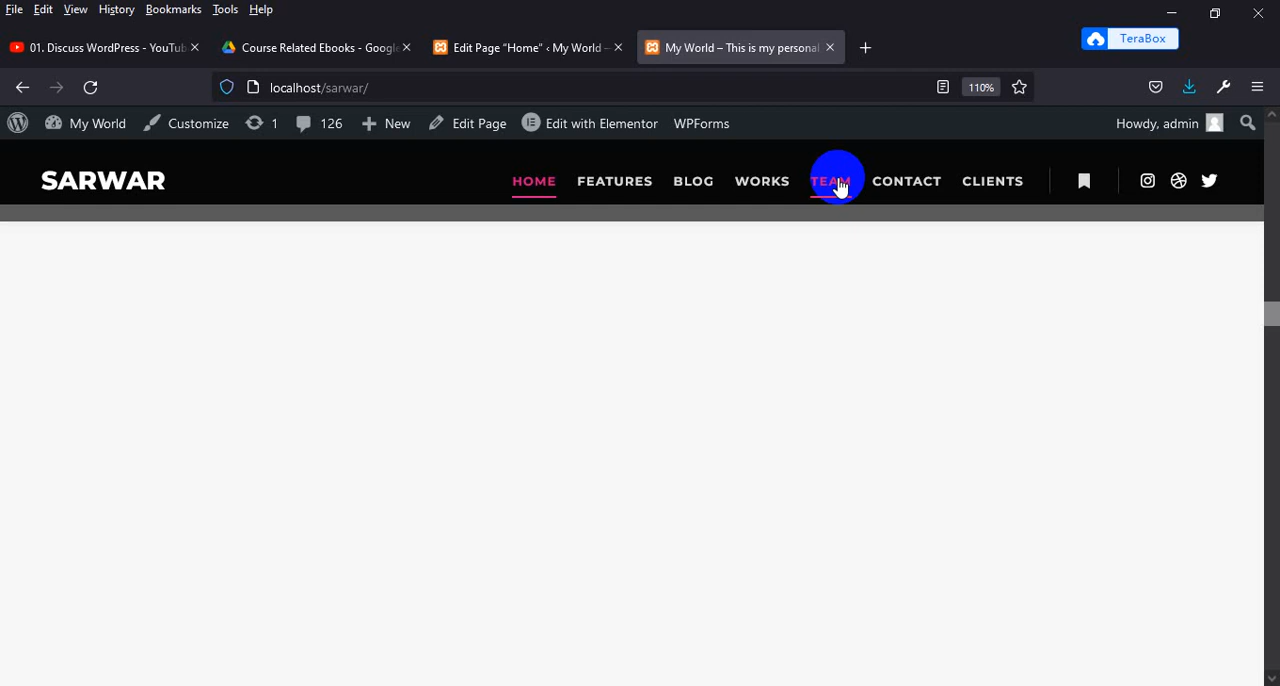 File Edit View History Bookmarks Tools Help
01. Discuss WordPress - YouTub Course Related Ebooks - Google Edit Page "Home" ‹ My World — My World – This is my personal TeraBox
localhost/sarwar/ 110%
My World Customize 1 126 New Edit Page Edit with Elementor WPForms Howdy, admin
SARWAR HOME FEATURES BLOG WORKS TEAM CONTACT CLIENTS